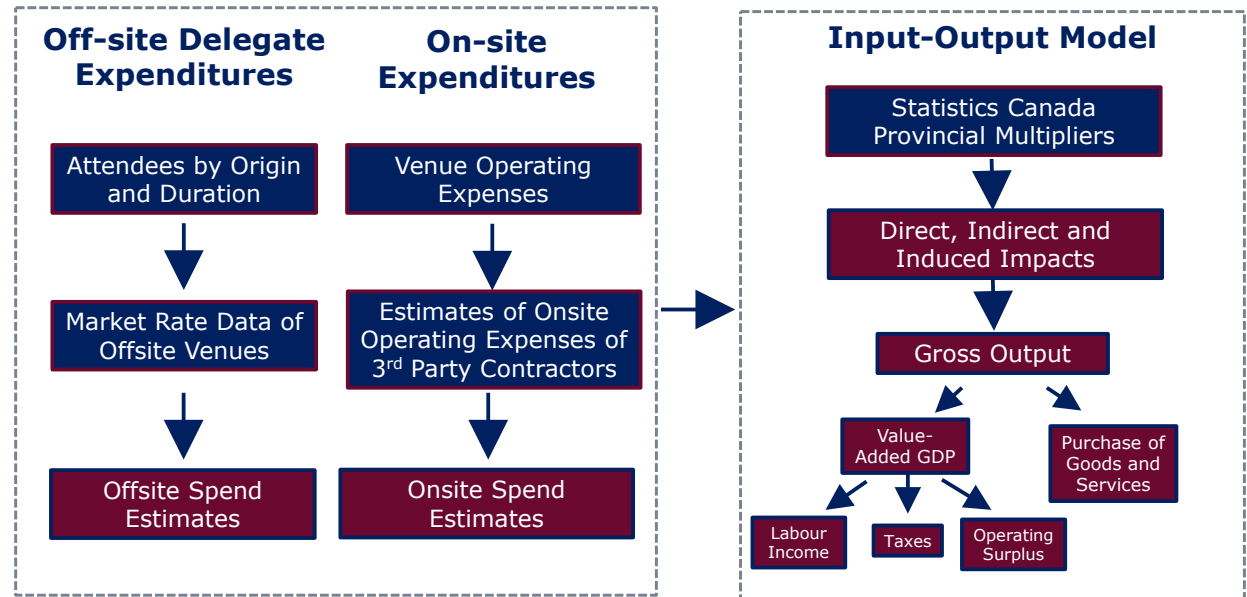 Off-site Delegate
Expenditures
Attendees by Origin
and Duration
Market Rate Data of
Offsite Venues
Offsite Spend
Estimates
On-site
Expenditures
Venue Operating
Expenses
Estimates of Onsite
Operating Expenses of
3rd Party Contractors
Onsite Spend
Estimates
Input-Output Model
Statistics Canada
Provincial Multipliers
Direct, Indirect and
Induced Impacts
Gross Output
Value-
Added GDP
Purchase of
Goods and
Services
Labour
Income
Taxes
Operating
Surplus